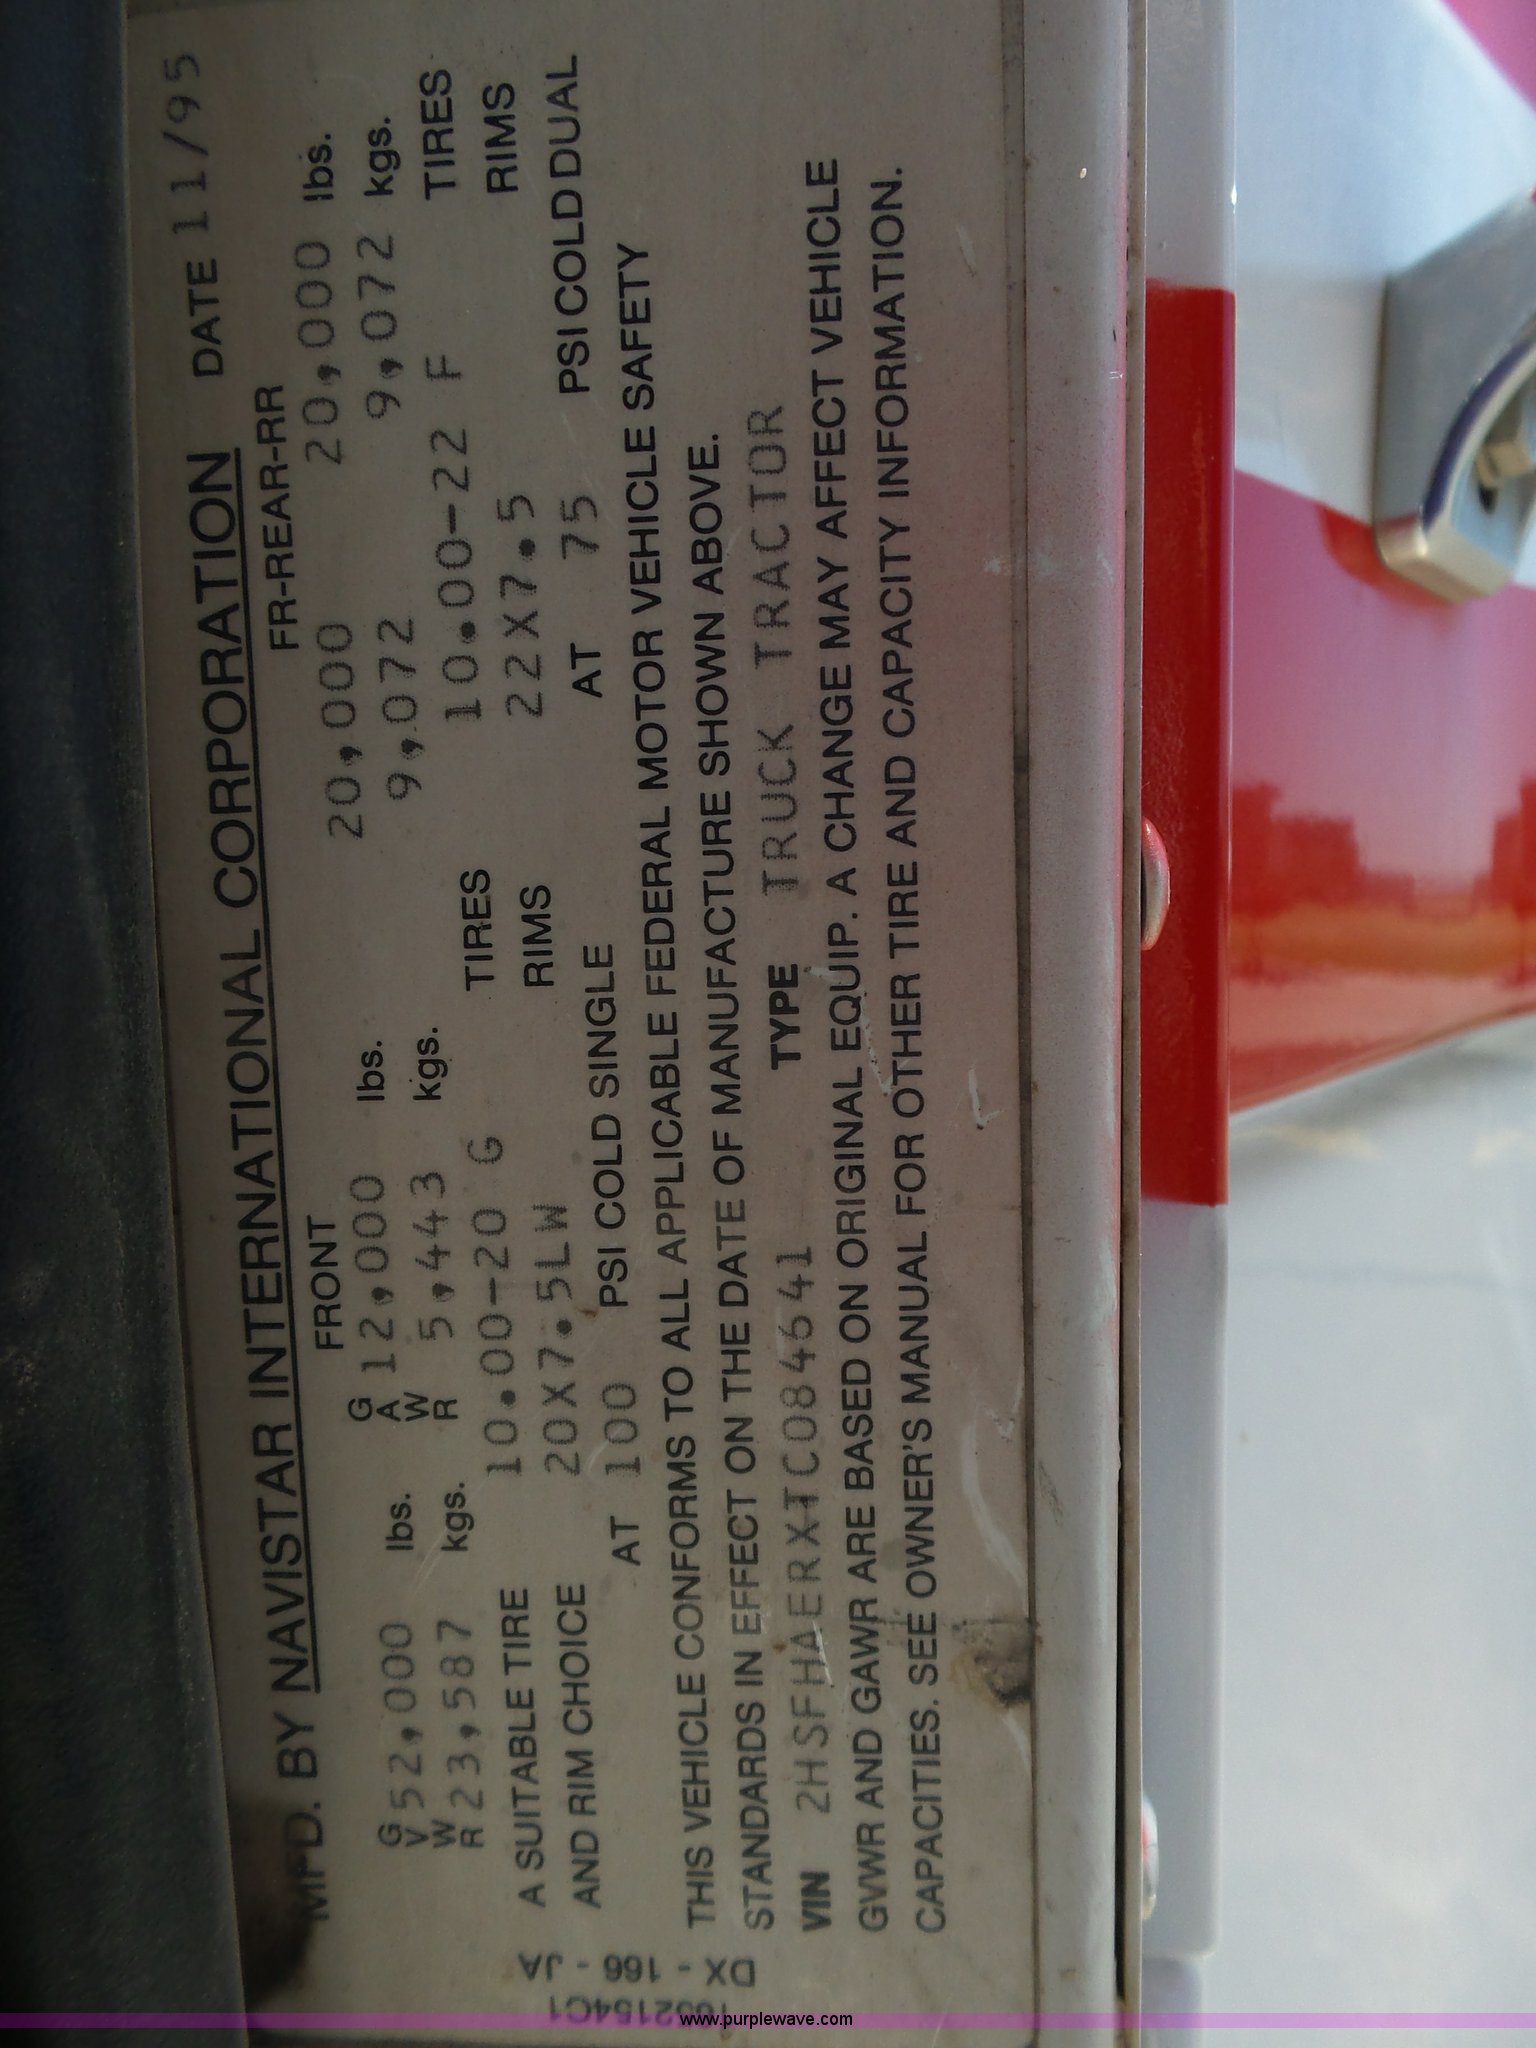 MFD. BY NAVISTAR INTERNATIONAL CORPORATION DATE 11/95
FRONT FR-REAR-RR
GVWR 52,000 lbs. GAWR 12,000 lbs. 20,000 20,000 lbs.
23,587 kgs. 5,443 kgs. 9,072 9,072 kgs.
A SUITABLE TIRE 10.00-20 G TIRES 10.00-22 F TIRES
AND RIM CHOICE 20X7.5LW RIMS 22X7.5 RIMS
AT 100 PSI COLD SINGLE AT 75 PSI COLD DUAL
THIS VEHICLE CONFORMS TO ALL APPLICABLE FEDERAL MOTOR VEHICLE SAFETY
STANDARDS IN EFFECT ON THE DATE OF MANUFACTURE SHOWN ABOVE.
VIN 2HSFHAERXTC084641 TYPE TRUCK TRACTOR
GVWR AND GAWR ARE BASED ON ORIGINAL EQUIP. A CHANGE MAY AFFECT VEHICLE
CAPACITIES. SEE OWNER'S MANUAL FOR OTHER TIRE AND CAPACITY INFORMATION.
DX - 166 - JA
www.purplewave.com